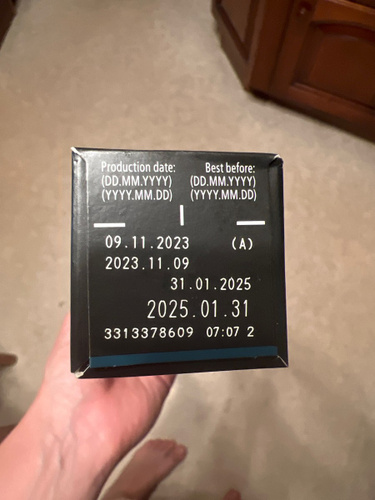 Production date: Best before:
(DD.MM.YYYY) (DD.MM.YYYY)
(YYYY.MM.DD) (YYYY.MM.DD)
09.11.2023 (A)
2023.11.09
31.01.2025
2025.01.31
3313378609 07:07 2